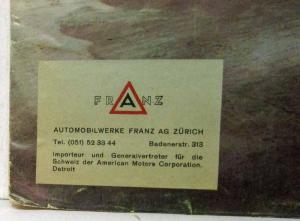 FRANZ
AUTOMOBILWERKE FRANZ AG ZÜRICH
Tel. (051) 52 33 44 Badenerstr. 313
Importeur und Generalvertreter für die
Schweiz der American Motors Corporation.
Detroit